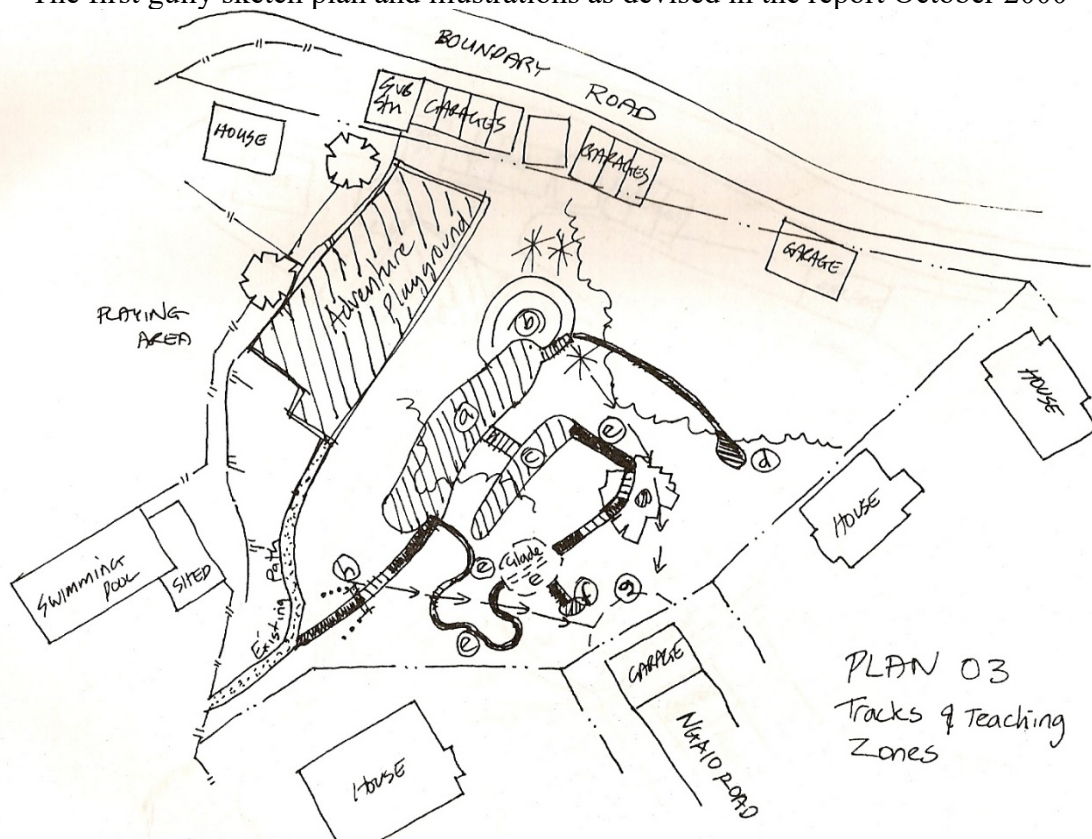 The first gully sketch plan and illustrations as devised in the report October 2000
BOUNDARY ROAD
SUB
Stn
GARAGES
GARAGES
HOUSE
GARAGE
Adventure
Playground
PLAYING
AREA
b
HOUSE
a
c
e
d
e
HOUSE
Glade
e
e
h
f
g
e
SWIMMING
POOL
SHED
Existing Path
GARAGE
NGAIO ROAD
HOUSE
PLAN 03
Tracks & Teaching
Zones